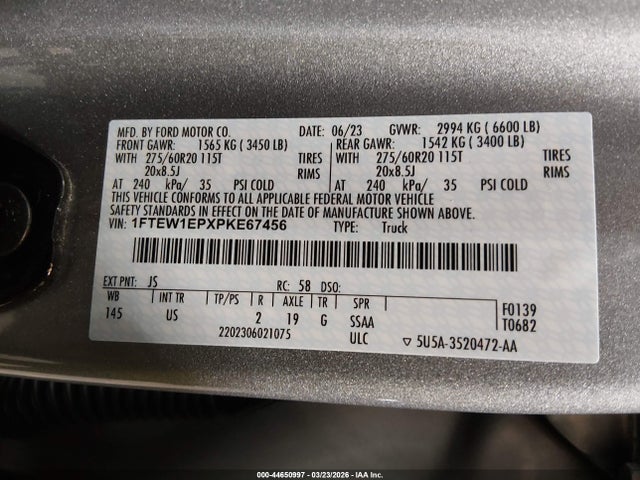 MFD. BY FORD MOTOR CO. DATE: 06/23 GVWR: 2994 KG ( 6600 LB)
FRONT GAWR: 1565 KG ( 3450 LB) REAR GAWR: 1542 KG ( 3400 LB)
WITH 275/60R20 115T TIRES WITH 275/60R20 115T TIRES
20x8.5J RIMS 20x8.5J RIMS
AT 240 kPa/ 35 PSI COLD AT 240 kPa/ 35 PSI COLD
THIS VEHICLE CONFORMS TO ALL APPLICABLE FEDERAL MOTOR VEHICLE
SAFETY STANDARDS IN EFFECT ON THE DATE OF MANUFACTURE SHOWN ABOVE.
VIN: 1FTEW1EPXPKE67456 TYPE: Truck
EXT PNT: JS RC: 58 DSO:
WB INT TR TP/PS R AXLE TR SPR F0139
145 US 2 19 G SSAA T0682
2202306021075 ULC ▽ 5U5A-3520472-AA
000-44650997 - 03/23/2026 - IAA Inc.